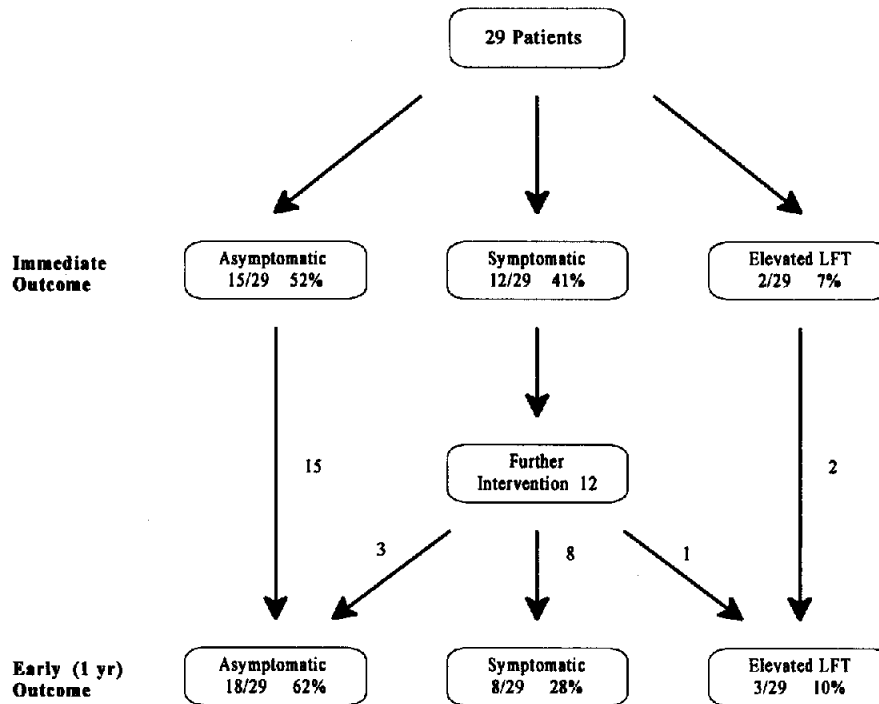 29 Patients
Immediate
Outcome
Asymptomatic
15/29 52%
Symptomatic
12/29 41%
Elevated LFT
2/29 7%
15
Further
Intervention 12
2
3
8
1
Early (1 yr)
Outcome
Asymptomatic
18/29 62%
Symptomatic
8/29 28%
Elevated LFT
3/29 10%